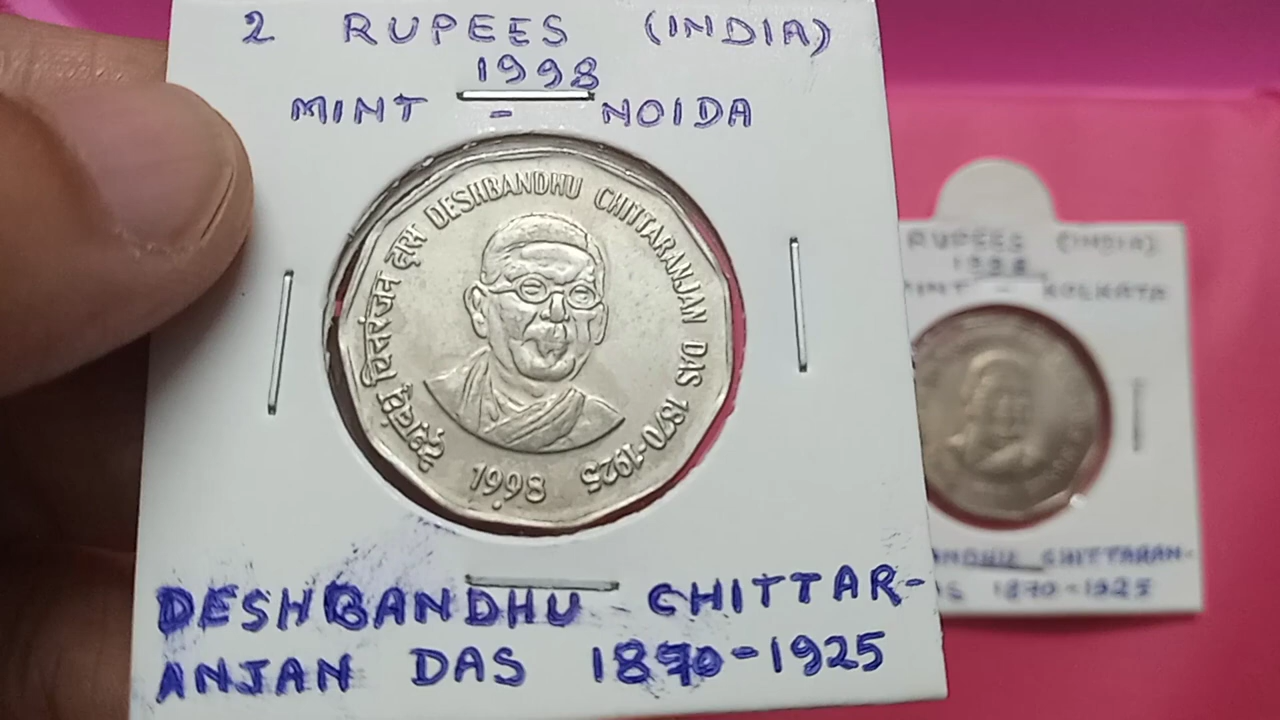 2 RUPEES (INDIA)
1998
MINT - NOIDA
देशबंधु चित्तरंजन दास DESHBANDHU CHITTARANJAN DAS 1870-1925
1998
DESHBANDHU CHITTAR-
ANJAN DAS 1870-1925
RUPEES (INDIA)
1998
KOLKATA
CHITTARAN-
1870-1925